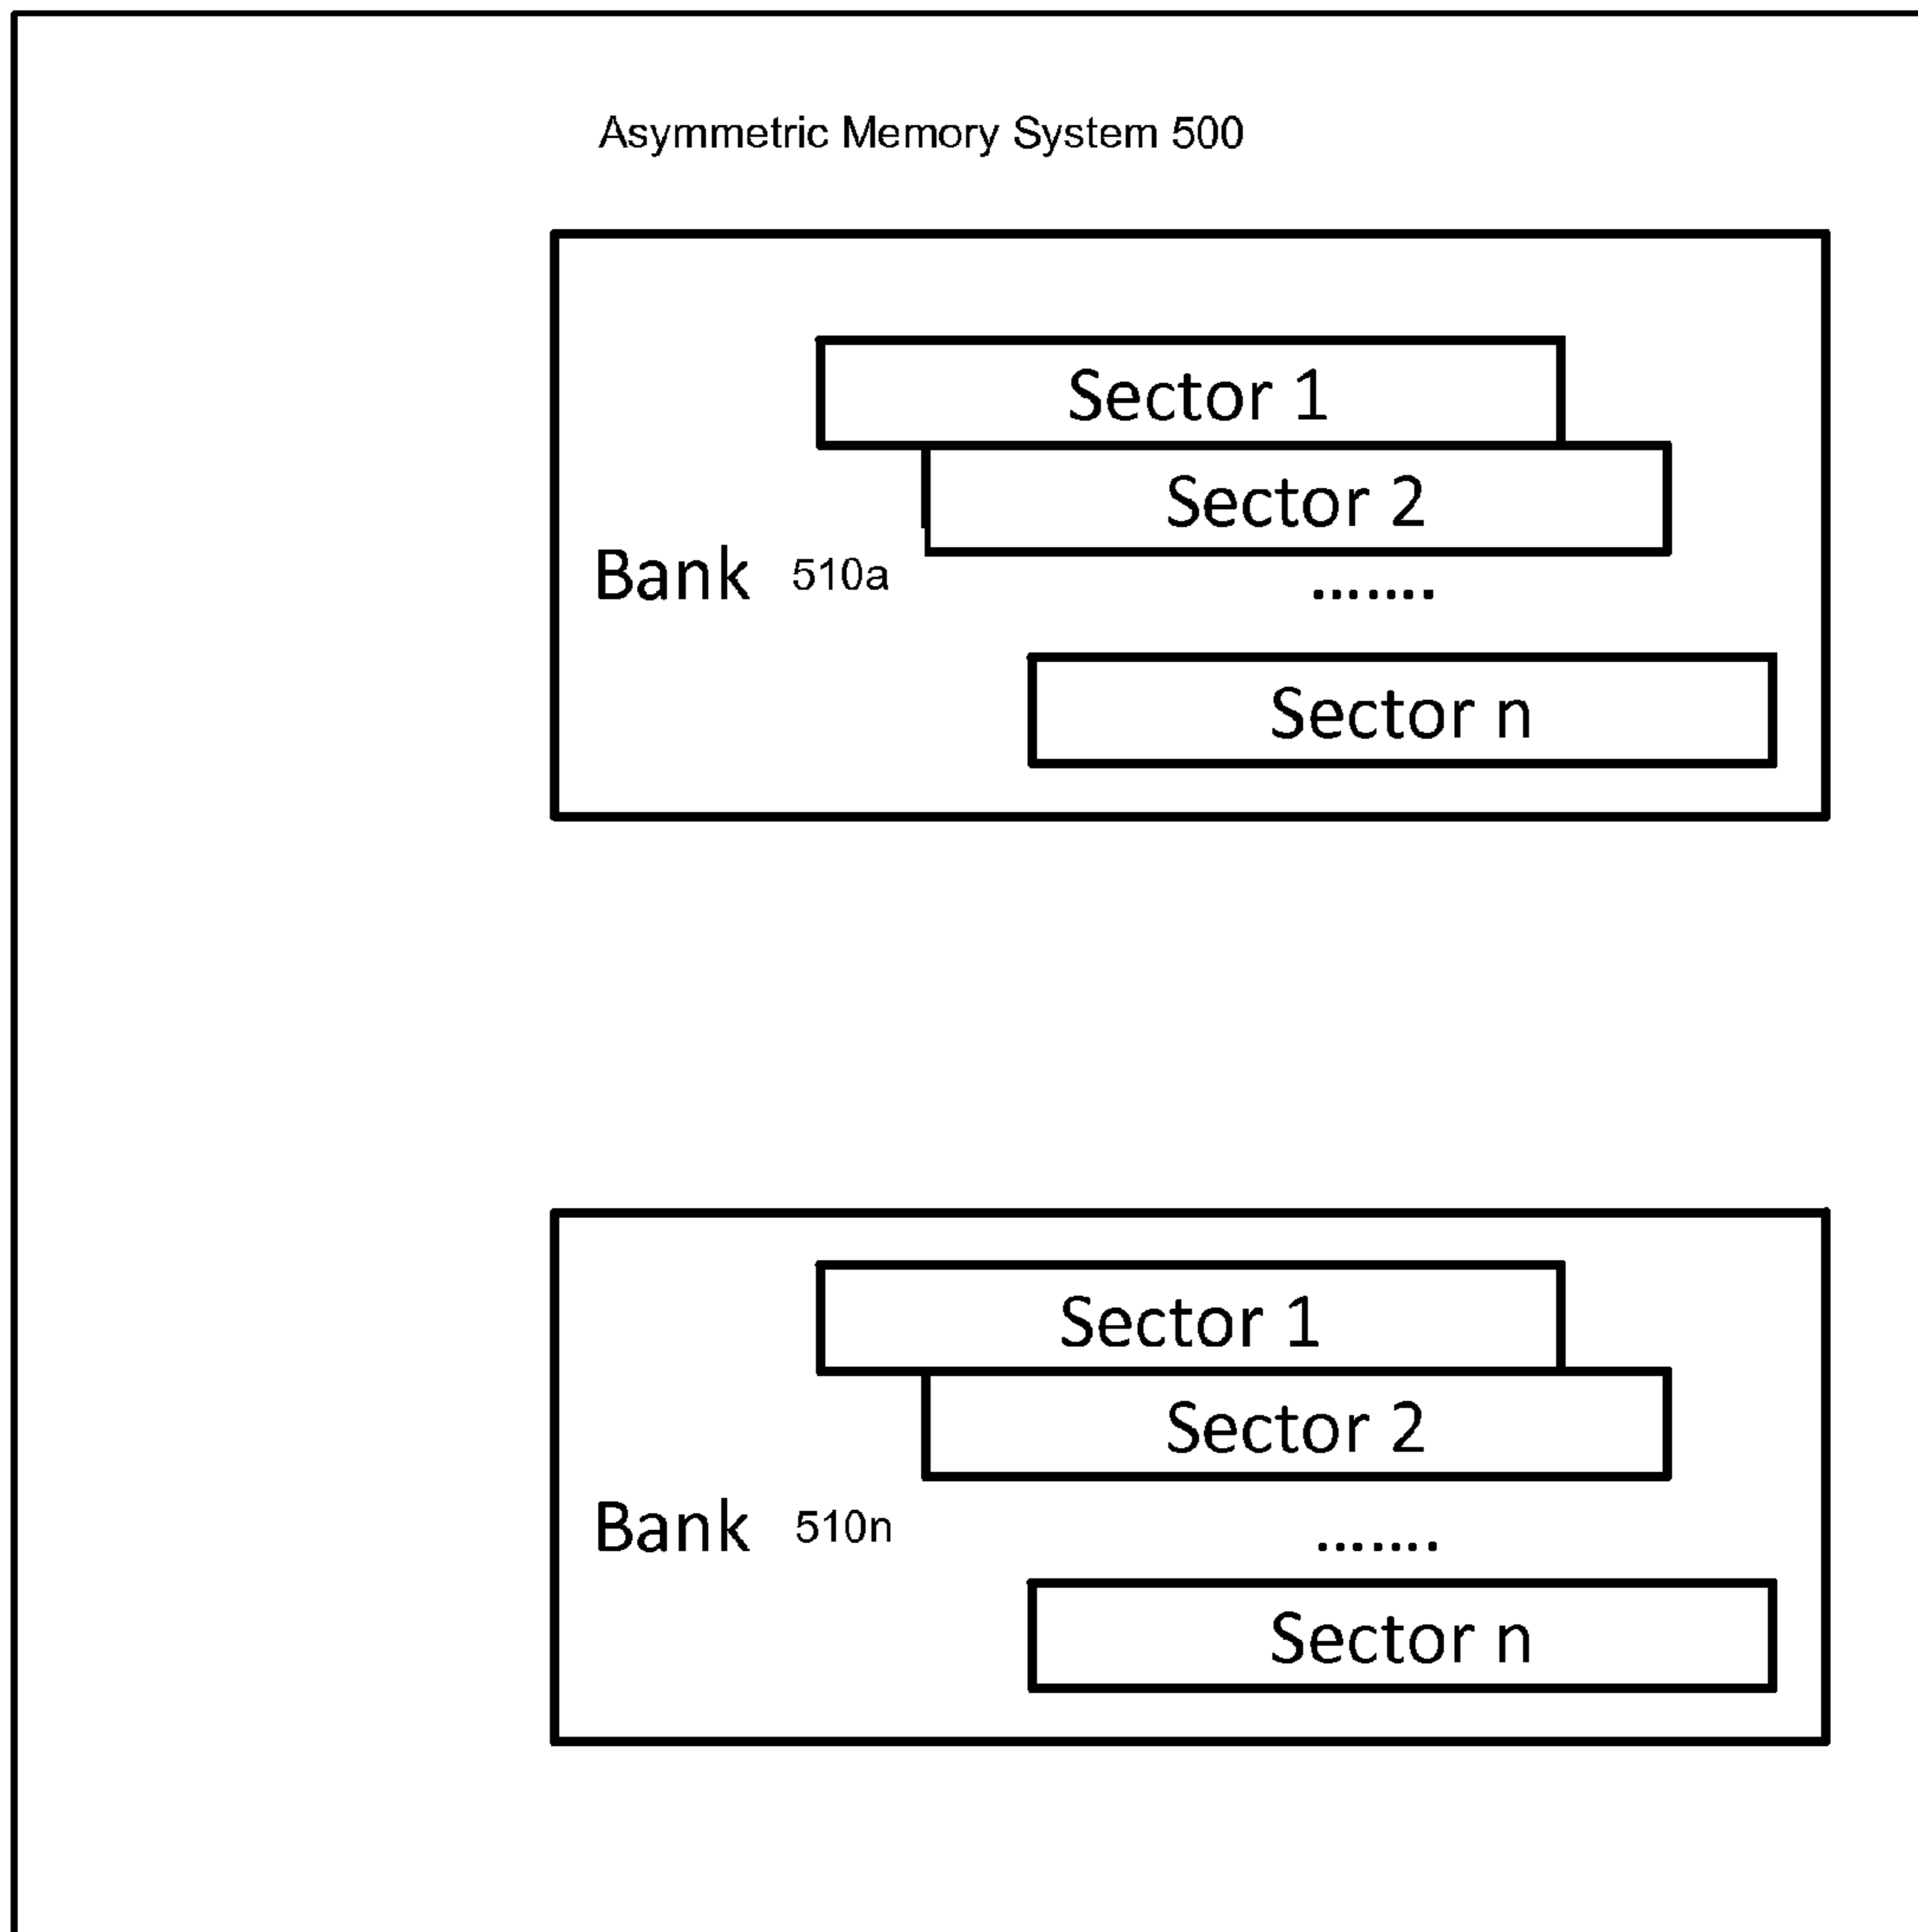 Asymmetric Memory System 500
Sector 1
Sector 2
Bank 510a
.......
Sector n
Sector 1
Sector 2
Bank 510n
.......
Sector n